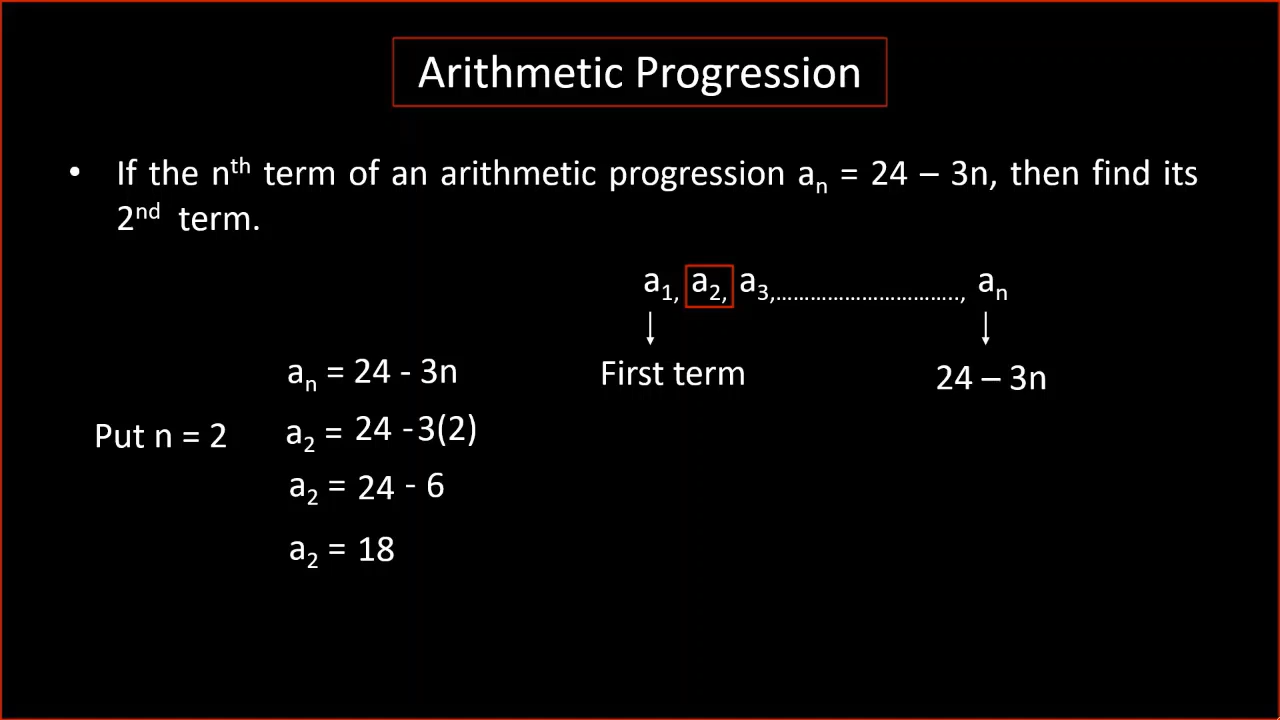 Arithmetic Progression
• If the nth term of an arithmetic progression an = 24 – 3n, then find its
2nd term.
a1, a2, a3,………………………….., an
First term
24 – 3n
an = 24 - 3n
Put n = 2 a2 = 24 - 3(2)
a2 = 24 - 6
a2 = 18